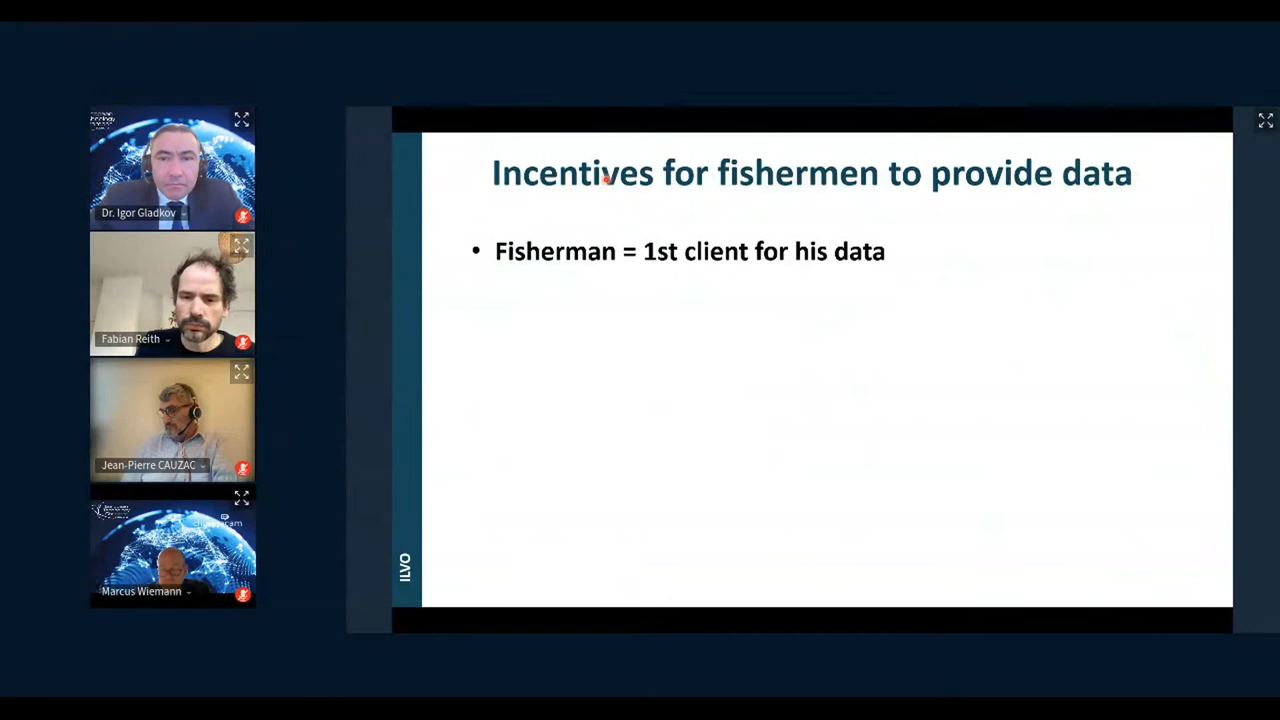 Dr. Igor Gladkov
Fabian Reith
Jean-Pierre CAUZAC
Marcus Wiemann
Incentives for fishermen to provide data
• Fisherman = 1st client for his data
ILVO